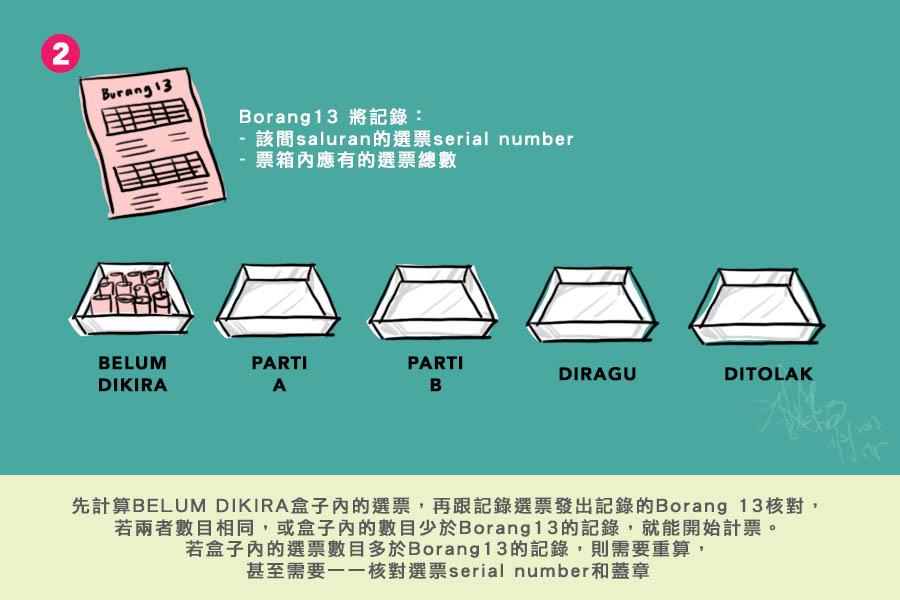 2
Borang13
Borang13 將記錄：
- 該間saluran的選票serial number
- 票箱內應有的選票總數
BELUM
DIKIRA
PARTI
A
PARTI
B
DIRAGU
DITOLAK
先計算BELUM DIKIRA盒子內的選票，再跟記錄選票發出記錄的Borang 13核對，
若兩者數目相同，或盒子內的數目少於Borang13的記錄，就能開始計票。
若盒子內的選票數目多於Borang13的記錄，則需要重算，
甚至需要一一核對選票serial number和蓋章